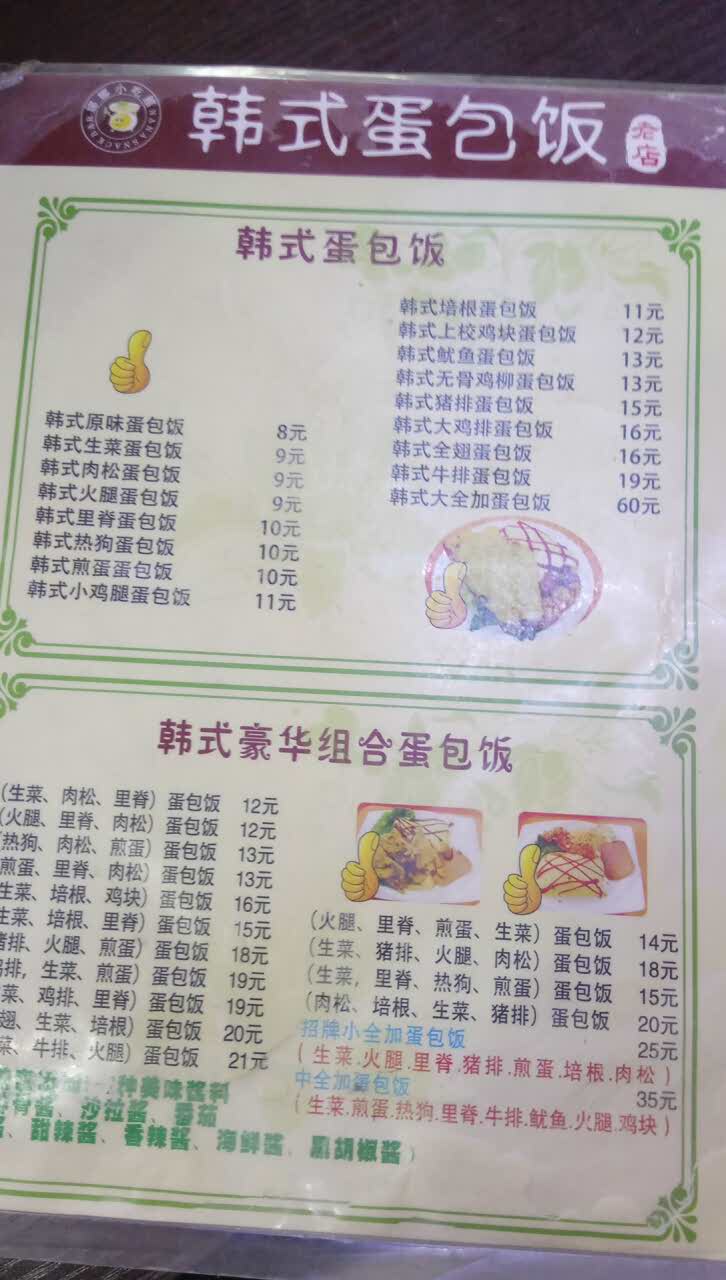 小吃
NANA SNACK BAR
韩式蛋包饭
老店
韩式蛋包饭
韩式原味蛋包饭 8元
韩式生菜蛋包饭 9元
韩式肉松蛋包饭 9元
韩式火腿蛋包饭 9元
韩式里脊蛋包饭 10元
韩式热狗蛋包饭 10元
韩式煎蛋蛋包饭 10元
韩式小鸡腿蛋包饭 11元
韩式培根蛋包饭 11元
韩式上校鸡块蛋包饭 12元
韩式鱿鱼蛋包饭 13元
韩式无骨鸡柳蛋包饭 13元
韩式猪排蛋包饭 15元
韩式大鸡排蛋包饭 16元
韩式全翅蛋包饭 16元
韩式牛排蛋包饭 19元
韩式大全加蛋包饭 60元
韩式豪华组合蛋包饭
（生菜、肉松、里脊）蛋包饭 12元
（火腿、里脊、肉松）蛋包饭 12元
热狗、肉松、煎蛋）蛋包饭 13元
煎蛋、里脊、肉松）蛋包饭 13元
生菜、培根、鸡块）蛋包饭 16元
生菜、培根、里脊）蛋包饭 15元
猪排、火腿、煎蛋）蛋包饭 18元
鸡排，生菜、煎蛋）蛋包饭 19元
菜、鸡排、里脊）蛋包饭 19元
翅、生菜、培根）蛋包饭 20元
菜、牛排、火腿）蛋包饭 21元
（火腿、里脊、煎蛋、生菜）蛋包饭 14元
（生菜、猪排、火腿、肉松）蛋包饭 18元
（生菜，里脊、热狗、煎蛋）蛋包饭 15元
（肉松、培根、生菜、猪排）蛋包饭 20元
招牌小全加蛋包饭 25元
（生菜.火腿.里脊.猪排.煎蛋.培根.肉松）
中全加蛋包饭 35元
（生菜.煎蛋.热狗.里脊.牛排.鱿鱼.火腿.鸡块）
种美味酱料
酱、沙拉酱、番茄
、甜辣酱、香辣酱、海鲜酱、黑胡椒酱）